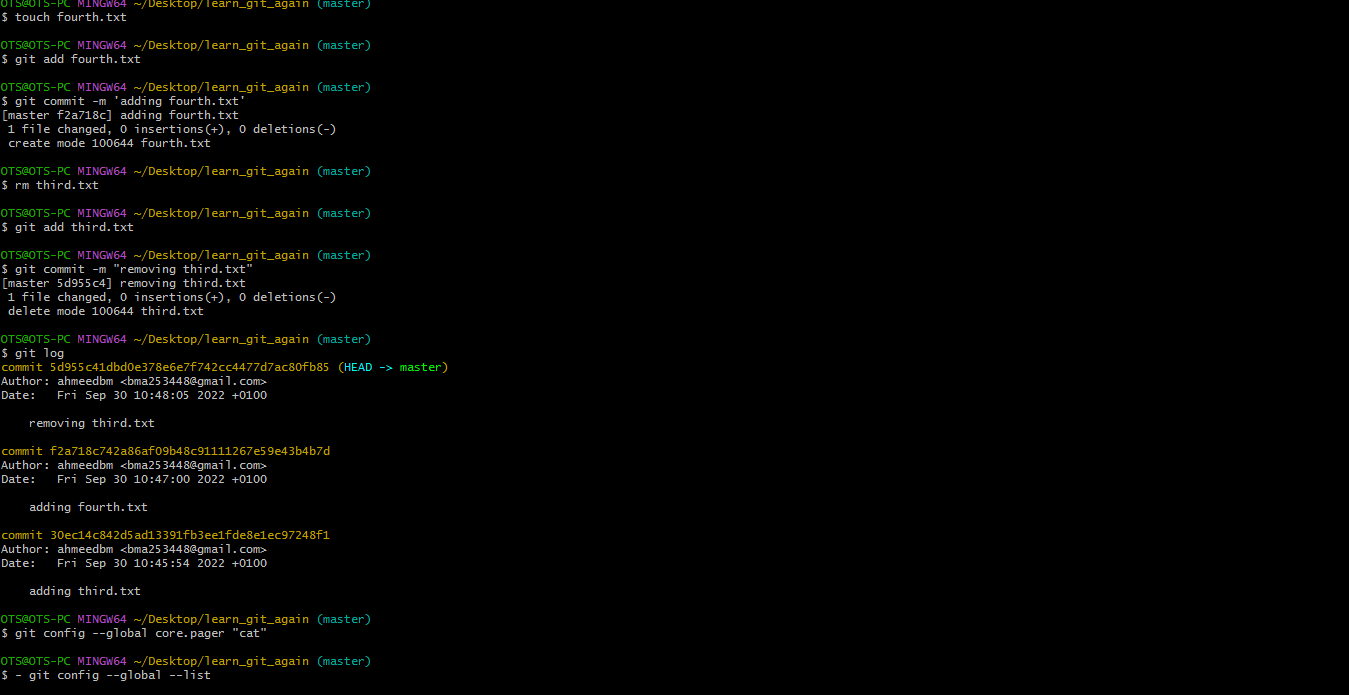 OTS@OTS-PC MINGW64 ~/Desktop/learn_git_again (master)
$ touch fourth.txt

OTS@OTS-PC MINGW64 ~/Desktop/learn_git_again (master)
$ git add fourth.txt

OTS@OTS-PC MINGW64 ~/Desktop/learn_git_again (master)
$ git commit -m 'adding fourth.txt'
[master f2a718c] adding fourth.txt
 1 file changed, 0 insertions(+), 0 deletions(-)
 create mode 100644 fourth.txt

OTS@OTS-PC MINGW64 ~/Desktop/learn_git_again (master)
$ rm third.txt

OTS@OTS-PC MINGW64 ~/Desktop/learn_git_again (master)
$ git add third.txt

OTS@OTS-PC MINGW64 ~/Desktop/learn_git_again (master)
$ git commit -m "removing third.txt"
[master 5d955c4] removing third.txt
 1 file changed, 0 insertions(+), 0 deletions(-)
 delete mode 100644 third.txt

OTS@OTS-PC MINGW64 ~/Desktop/learn_git_again (master)
$ git log
commit 5d955c41dbd0e378e6e7f742cc4477d7ac80fb85 (HEAD -> master)
Author: ahmeedbm <bma253448@gmail.com>
Date:   Fri Sep 30 10:48:05 2022 +0100

    removing third.txt

commit f2a718c742a86af09b48c91111267e59e43b4b7d
Author: ahmeedbm <bma253448@gmail.com>
Date:   Fri Sep 30 10:47:00 2022 +0100

    adding fourth.txt

commit 30ec14c842d5ad13391fb3ee1fde8e1ec97248f1
Author: ahmeedbm <bma253448@gmail.com>
Date:   Fri Sep 30 10:45:54 2022 +0100

    adding third.txt

OTS@OTS-PC MINGW64 ~/Desktop/learn_git_again (master)
$ git config --global core.pager "cat"

OTS@OTS-PC MINGW64 ~/Desktop/learn_git_again (master)
$ - git config --global --list